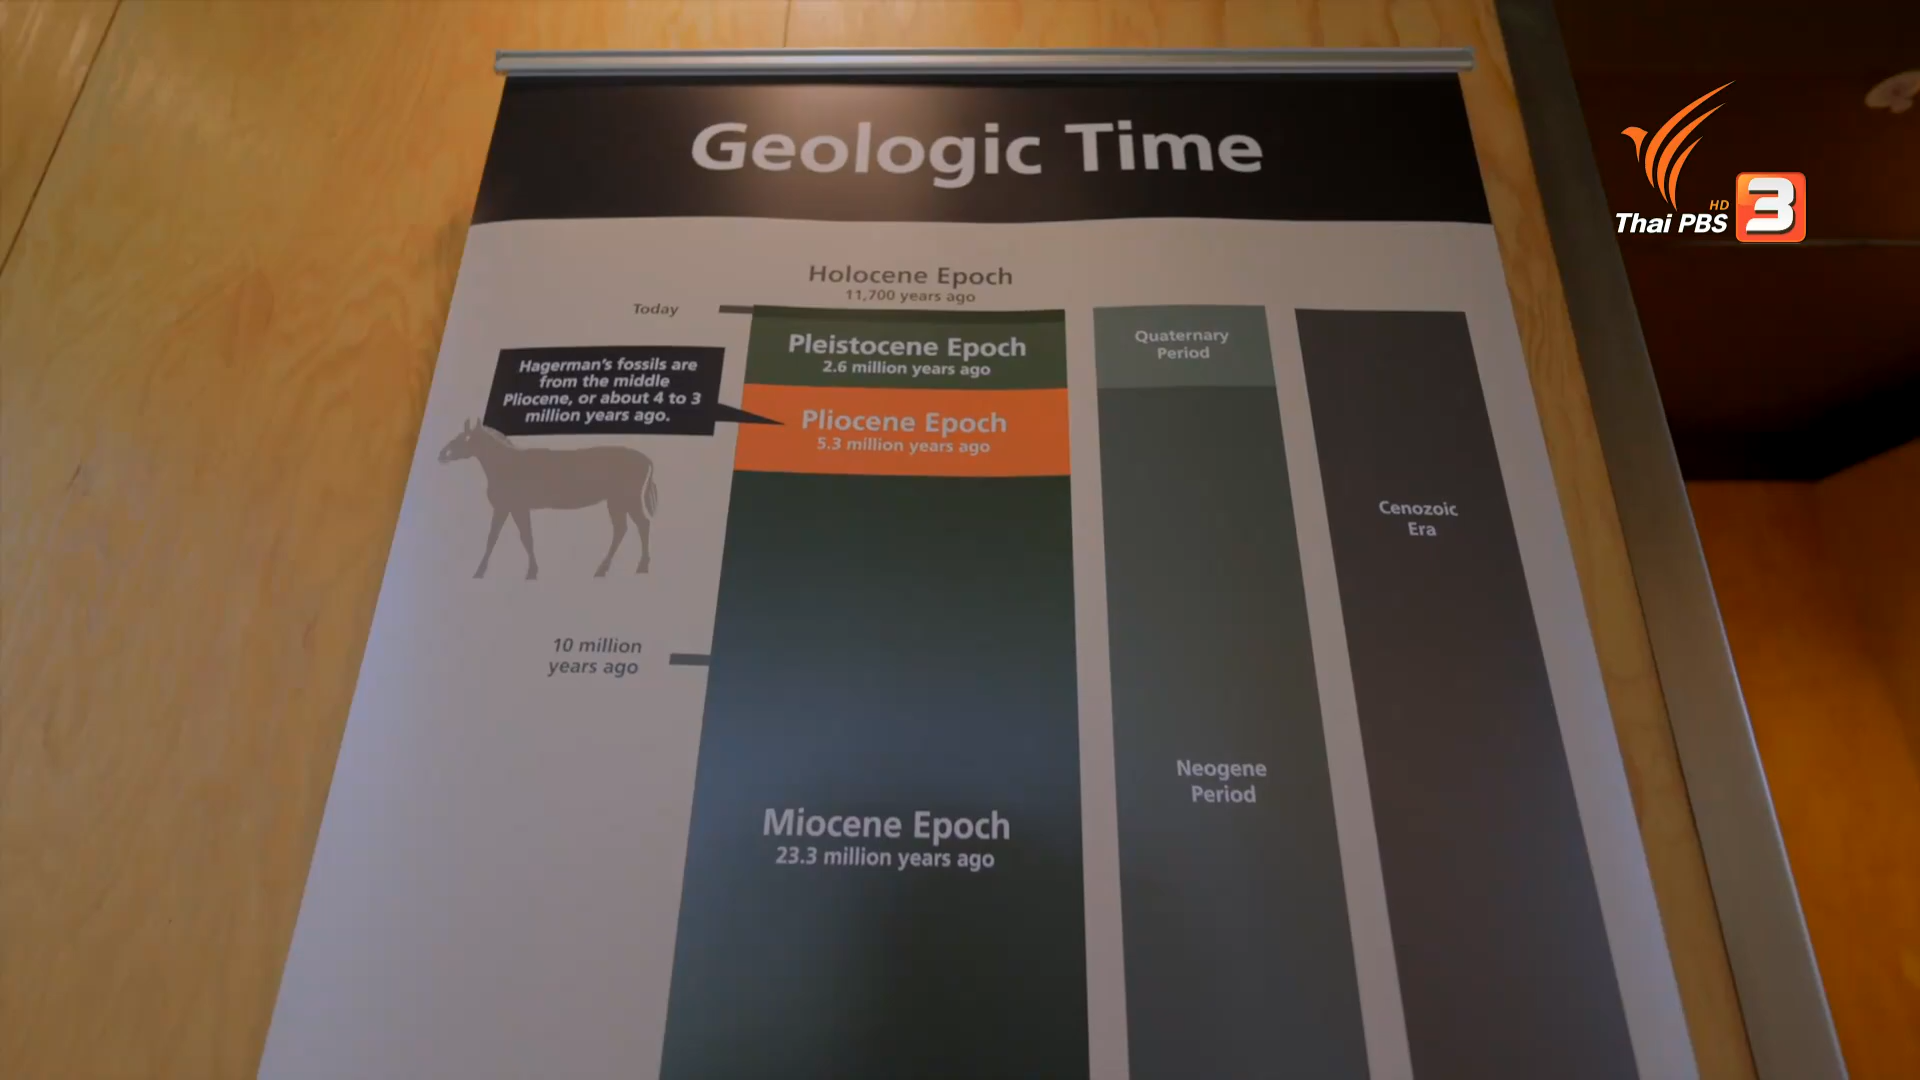 Geologic Time
Holocene Epoch
11,700 years ago
Today
Pleistocene Epoch
2.6 million years ago
Quaternary
Period
Hagerman's fossils are
from the middle
Pliocene, or about 4 to 3
million years ago.
Pliocene Epoch
5.3 million years ago
Cenozoic
Era
10 million
years ago
Neogene
Period
Miocene Epoch
23.3 million years ago
HD
Thai PBS 3